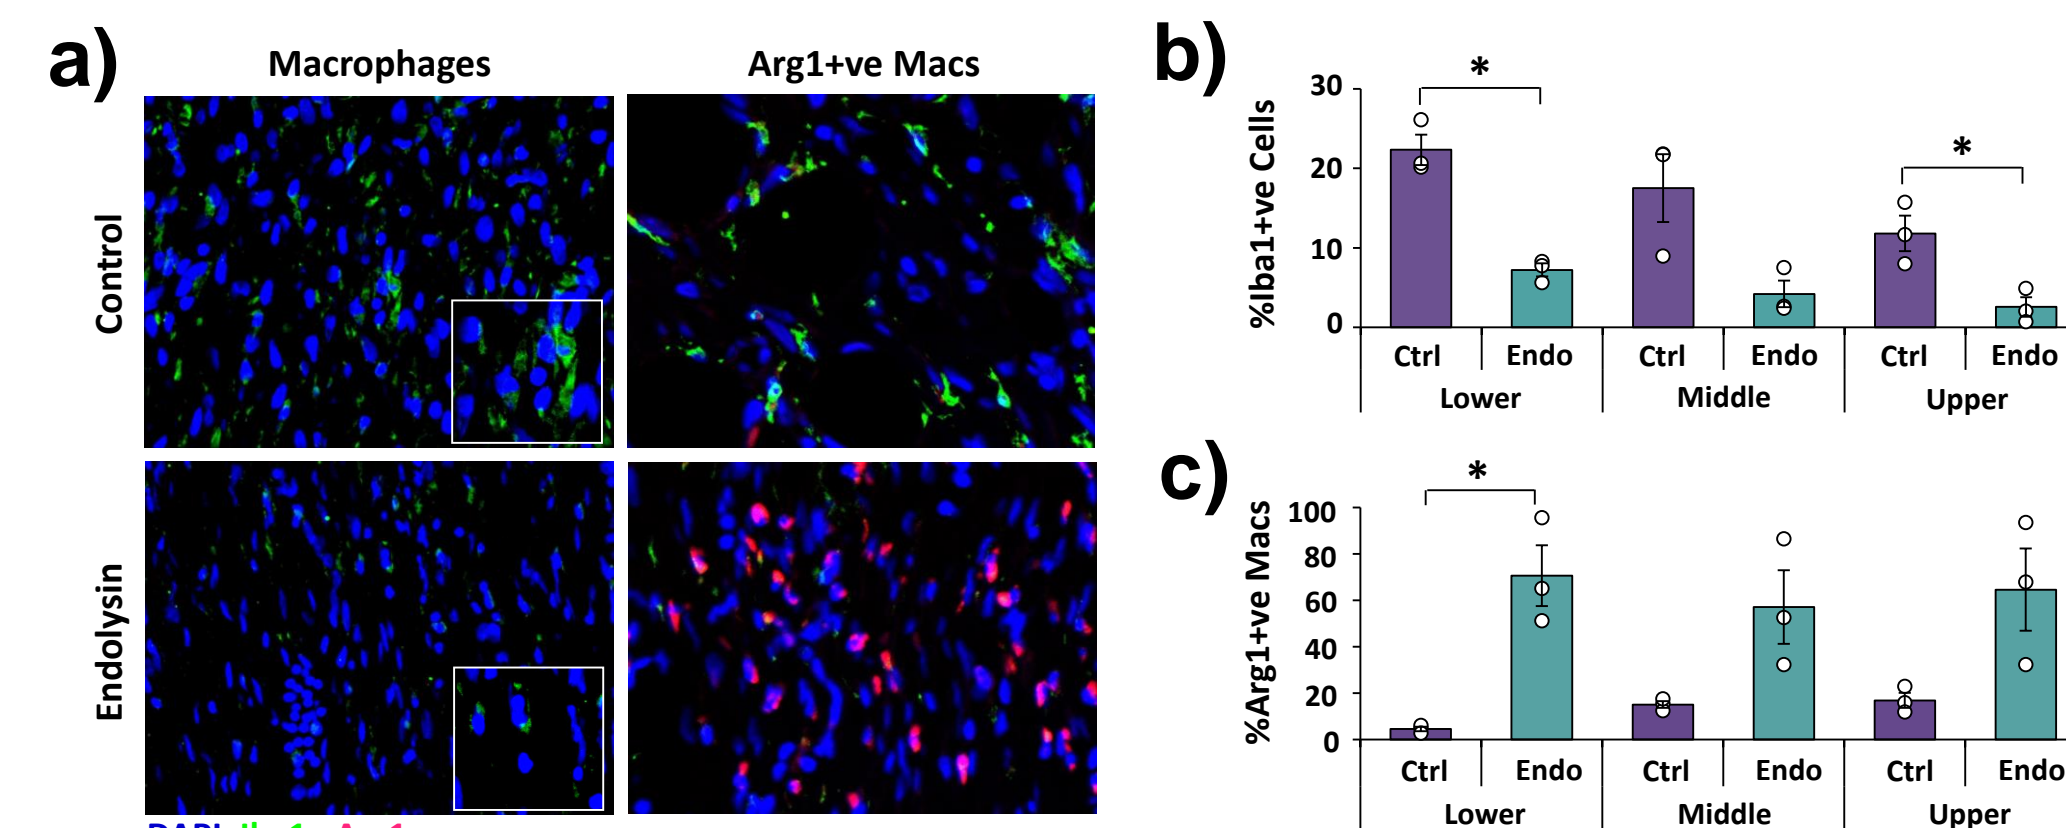 a)
Macrophages
Arg1+ve Macs
Control
Endolysin
b)
%Iba1+ve Cells
30
20
10
0
*
*
Ctrl Endo Ctrl Endo Ctrl Endo
Lower Middle Upper
c)
%Arg1+ve Macs
100
80
60
40
20
0
*
Ctrl Endo Ctrl Endo Ctrl Endo
Lower Middle Upper